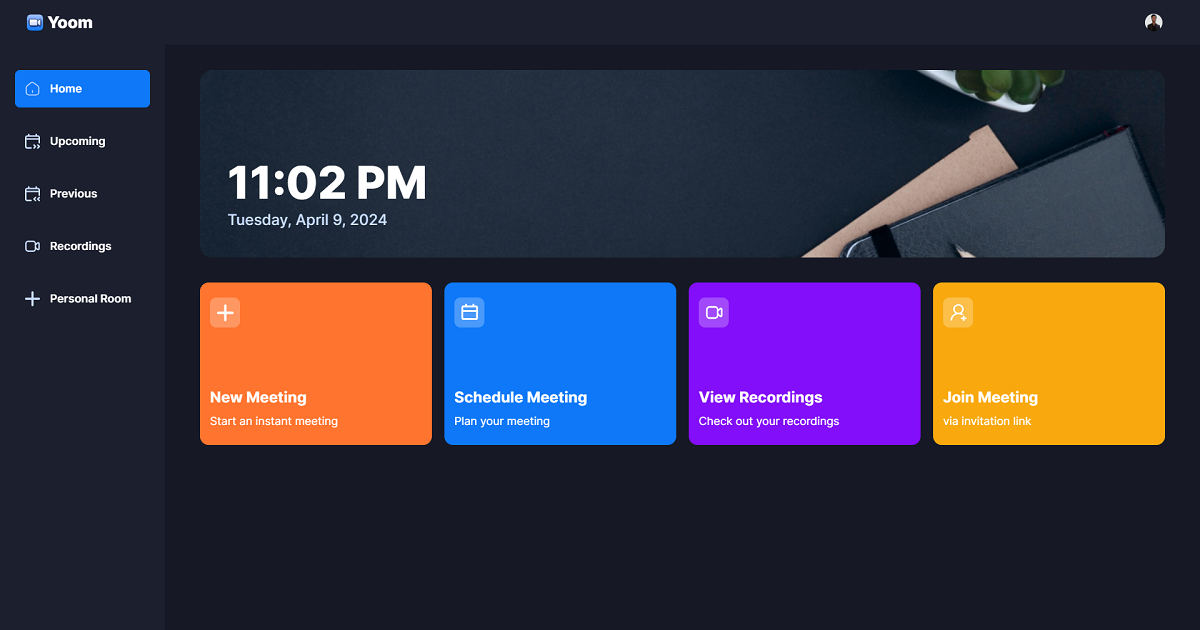 Yoom
Home
Upcoming
Previous
Recordings
Personal Room
11:02 PM
Tuesday, April 9, 2024
New Meeting
Start an instant meeting
Schedule Meeting
Plan your meeting
View Recordings
Check out your recordings
Join Meeting
via invitation link